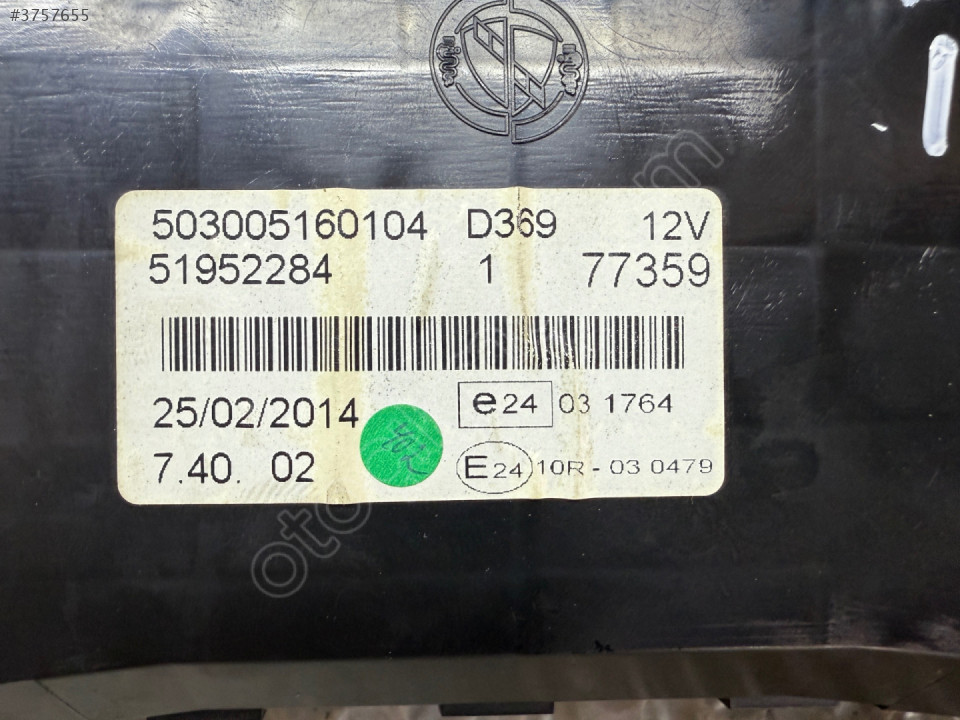 #3757655
503005160104 D369 12V
51952284 1 77359
25/02/2014
e24 03 1764
7.40. 02
E24 10R - 03 0479